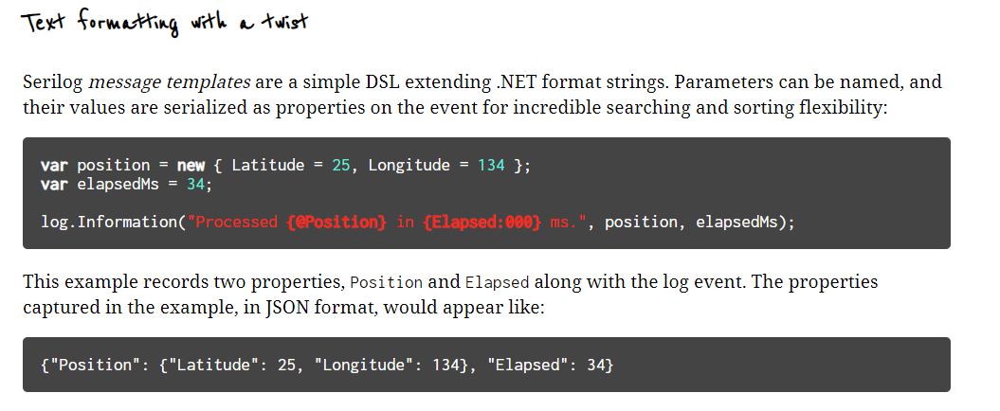 Text formatting with a twist
Serilog message templates are a simple DSL extending .NET format strings. Parameters can be named, and
their values are serialized as properties on the event for incredible searching and sorting flexibility:
var position = new { Latitude = 25, Longitude = 134 };
var elapsedMs = 34;
log.Information("Processed {@Position} in {Elapsed:000} ms.", position, elapsedMs);
This example records two properties, Position and Elapsed along with the log event. The properties
captured in the example, in JSON format, would appear like:
{"Position": {"Latitude": 25, "Longitude": 134}, "Elapsed": 34}